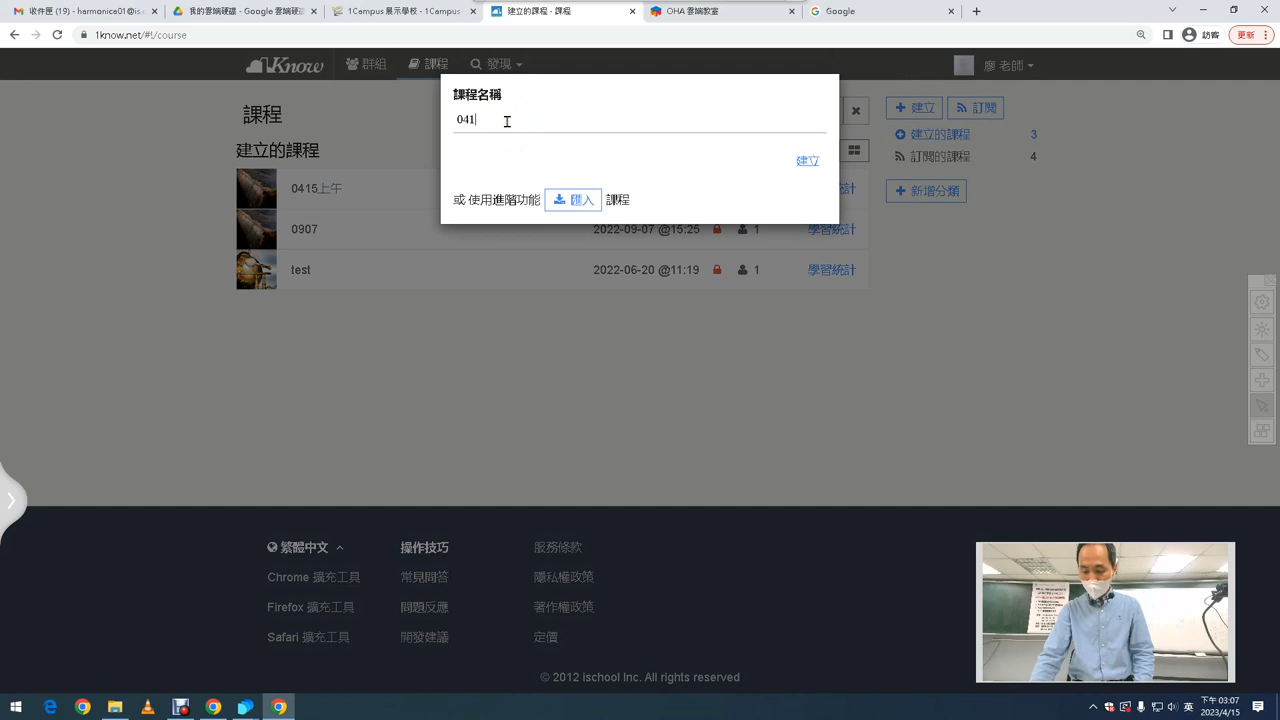 收件匣 (19) - harmonica01@is
我的雲端硬碟 - Google 雲端硬
1Campus 展示學校 - 1Campus
建立的課程 - 課程
OHA 雲端教室
Google
1know.net/#!/course
訪客
更新
1Know
群組
課程
發現
廖 老師
課程
課程名稱
041
建立
或 使用進階功能 匯入 課程
建立
訂閱
建立的課程 3
訂閱的課程 4
新增分類
建立的課程
0415上午
0907 2022-09-07 @15:25 1 學習統計
test 2022-06-20 @11:19 1 學習統計
繁體中文 操作技巧 服務條款
Chrome 擴充工具 常見問答 隱私權政策
Firefox 擴充工具 問題反應 著作權政策
Safari 擴充工具 開發建議 定價
© 2012 ischool Inc. All rights reserved
英
下午 03:07
2023/4/15